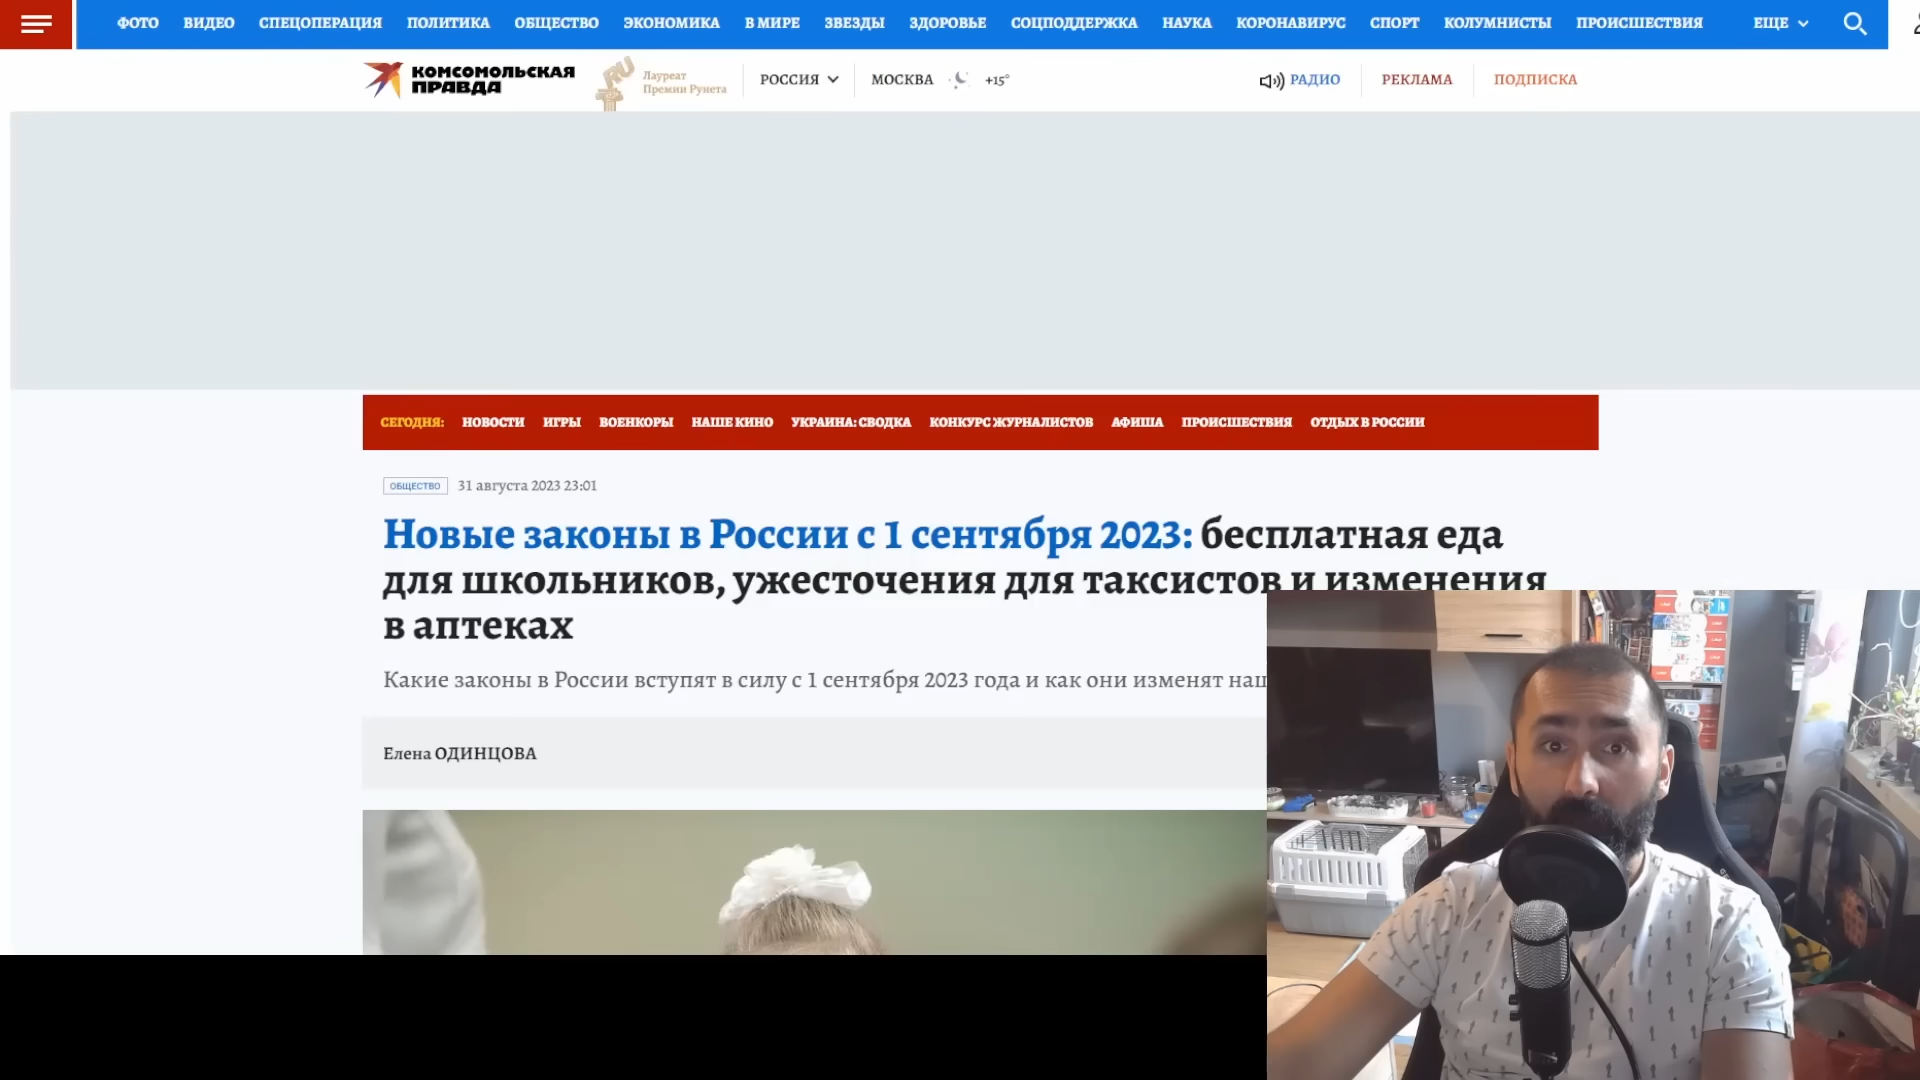 ФОТО ВИДЕО СПЕЦОПЕРАЦИЯ ПОЛИТИКА ОБЩЕСТВО ЭКОНОМИКА В МИРЕ ЗВЕЗДЫ ЗДОРОВЬЕ СОЦПОДДЕРЖКА НАУКА КОРОНАВИРУС СПОРТ КОЛУМНИСТЫ ПРОИСШЕСТВИЯ ЕЩЕ
КОМСОМОЛЬСКАЯ
ПРАВДА
RU
Лауреат
Премии Рунета
РОССИЯ МОСКВА +15° РАДИО РЕКЛАМА ПОДПИСКА
СЕГОДНЯ: НОВОСТИ ИГРЫ ВОЕНКОРЫ НАШЕ КИНО УКРАИНА: СВОДКА КОНКУРС ЖУРНАЛИСТОВ АФИША ПРОИСШЕСТВИЯ ОТДЫХ В РОССИИ
ОБЩЕСТВО 31 августа 2023 23:01
Новые законы в России с 1 сентября 2023: бесплатная еда
для школьников, ужесточения для таксистов и изменения
в аптеках
Какие законы в России вступят в силу с 1 сентября 2023 года и как они изменят
Елена ОДИНЦОВА